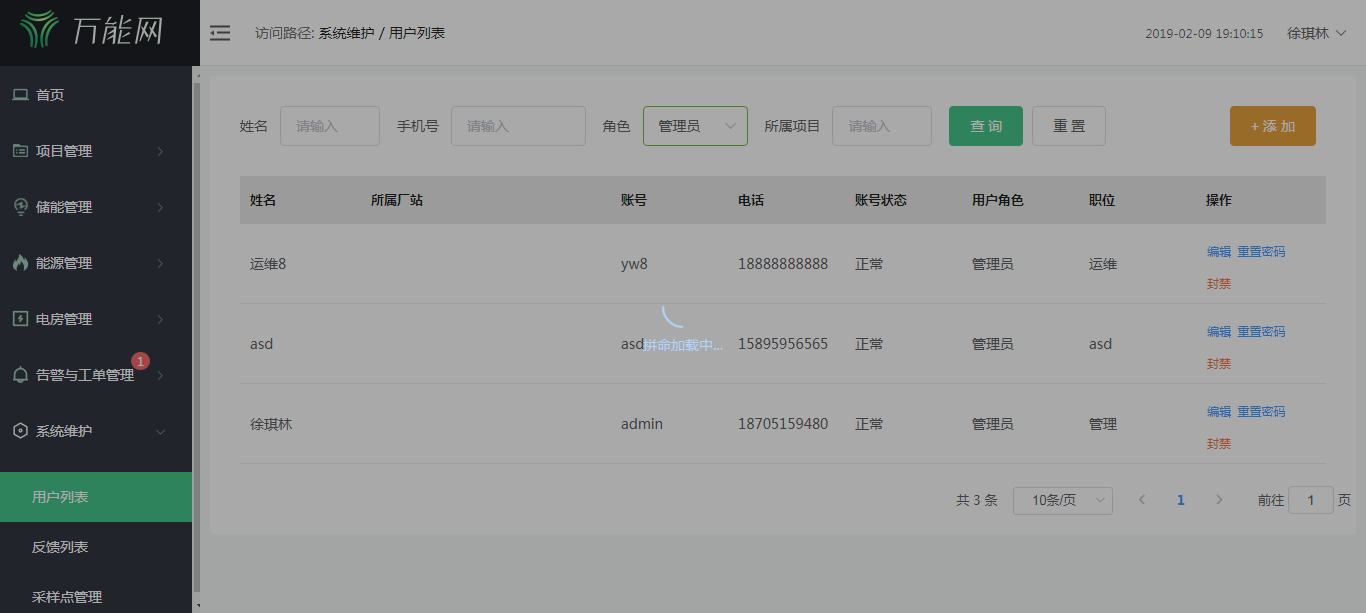 万能网
访问路径: 系统维护 / 用户列表
2019-02-09 19:10:15 徐琪林
首页
项目管理
储能管理
能源管理
电房管理
告警与工单管理 1
系统维护
用户列表
反馈列表
采样点管理
姓名 请输入 手机号 请输入 角色 管理员 所属项目 请输入 查 询 重 置 + 添 加
姓名 所属厂站 账号 电话 账号状态 用户角色 职位 操作
运维8 yw8 18888888888 正常 管理员 运维 编辑 重置密码
封禁
asd asd 15895956565 正常 管理员 asd 编辑 重置密码
封禁
拼命加载中...
徐琪林 admin 18705159480 正常 管理员 管理 编辑 重置密码
封禁
共 3 条 10条/页 1 前往 1 页